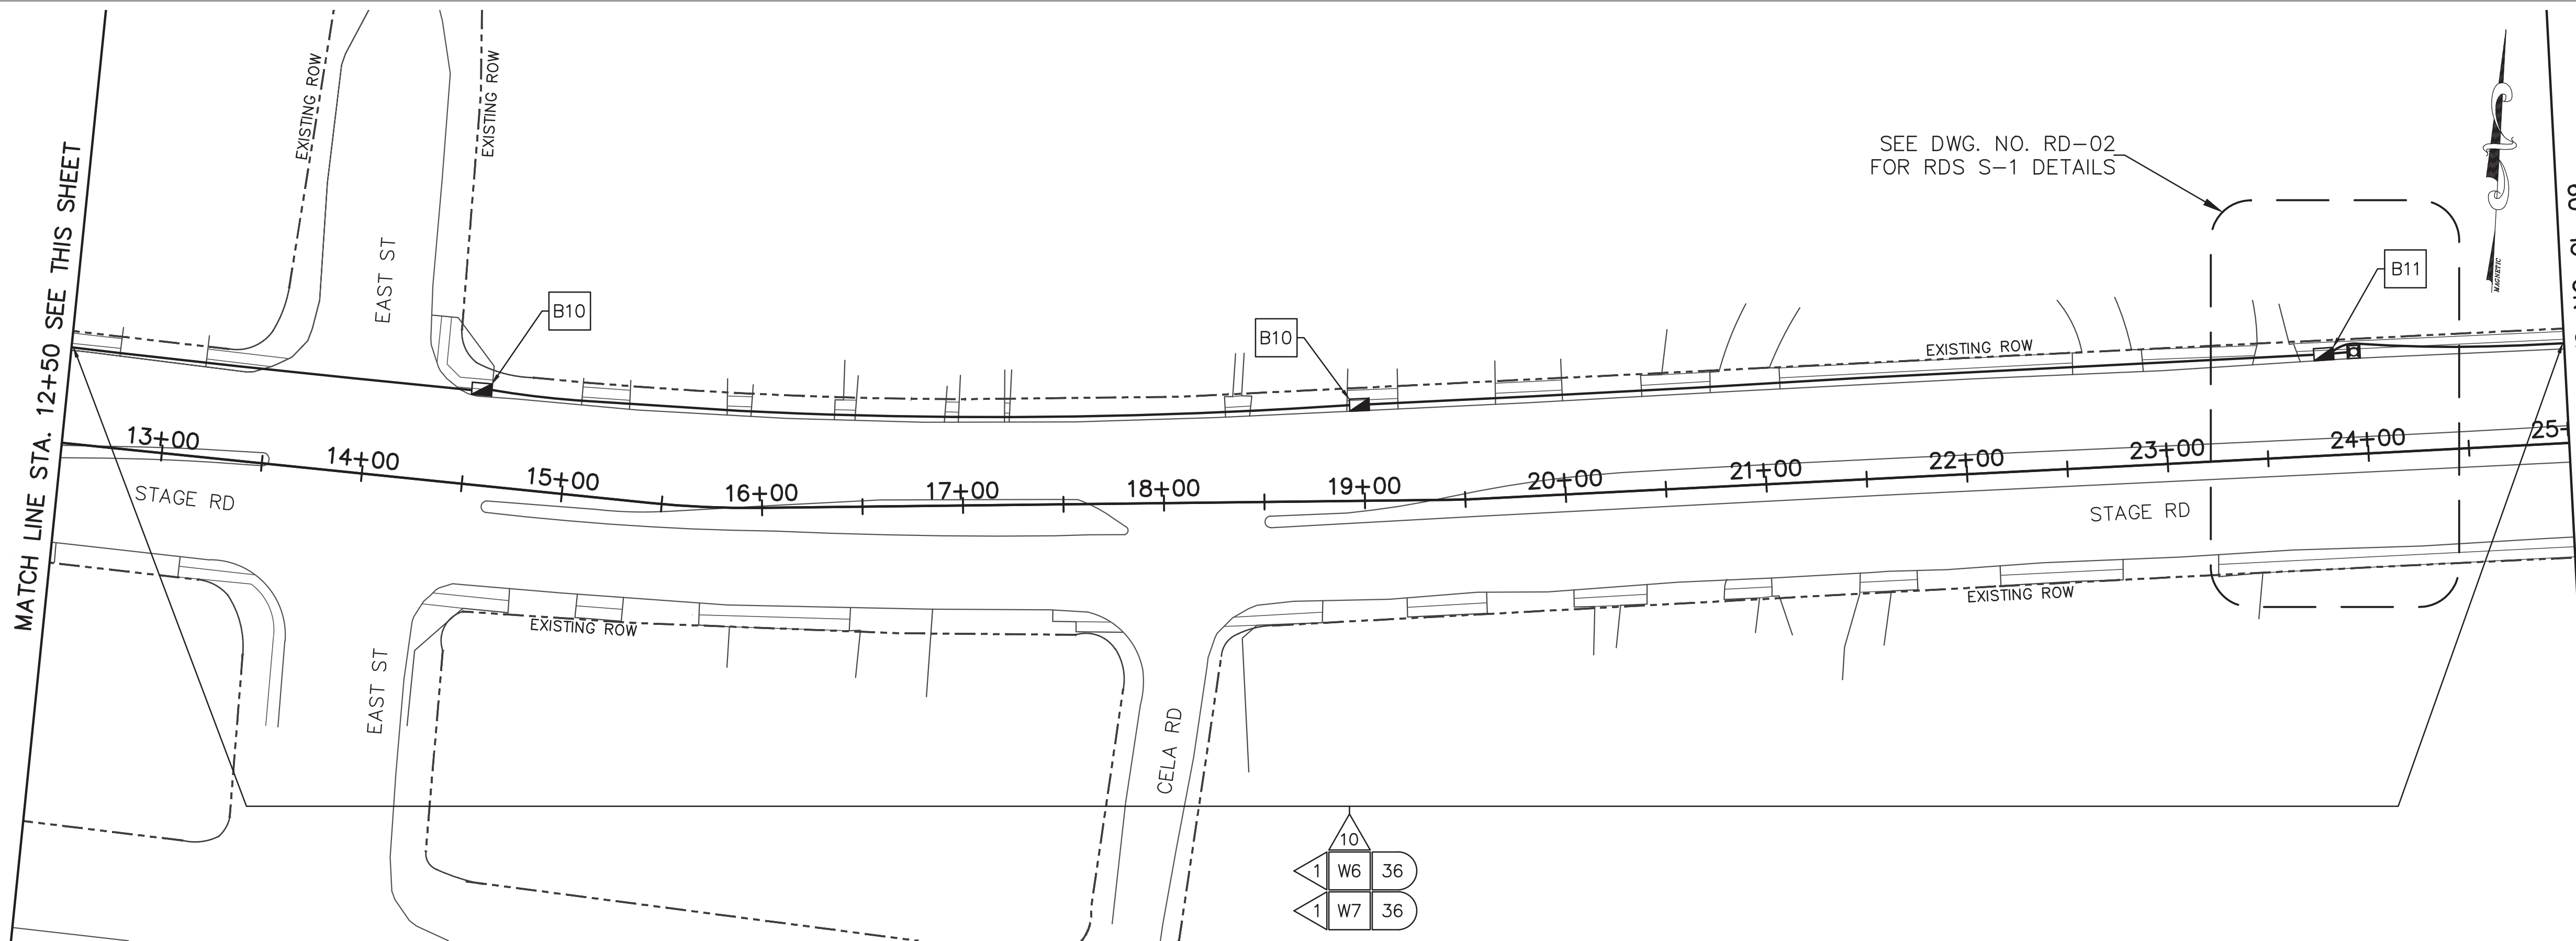 MATCH LINE STA. 12+50 SEE THIS SHEET
EXISTING ROW
EXISTING ROW
EAST ST
B10
B10
SEE DWG. NO. RD-02
FOR RDS S-1 DETAILS
B11
MAGNETIC
EXISTING ROW
13+00
14+00
15+00
16+00
17+00
18+00
19+00
20+00
21+00
22+00
23+00
24+00
25-
STAGE RD
STAGE RD
EXISTING ROW
EXISTING ROW
EAST ST
CELA RD
10
1 W6 36
1 W7 36